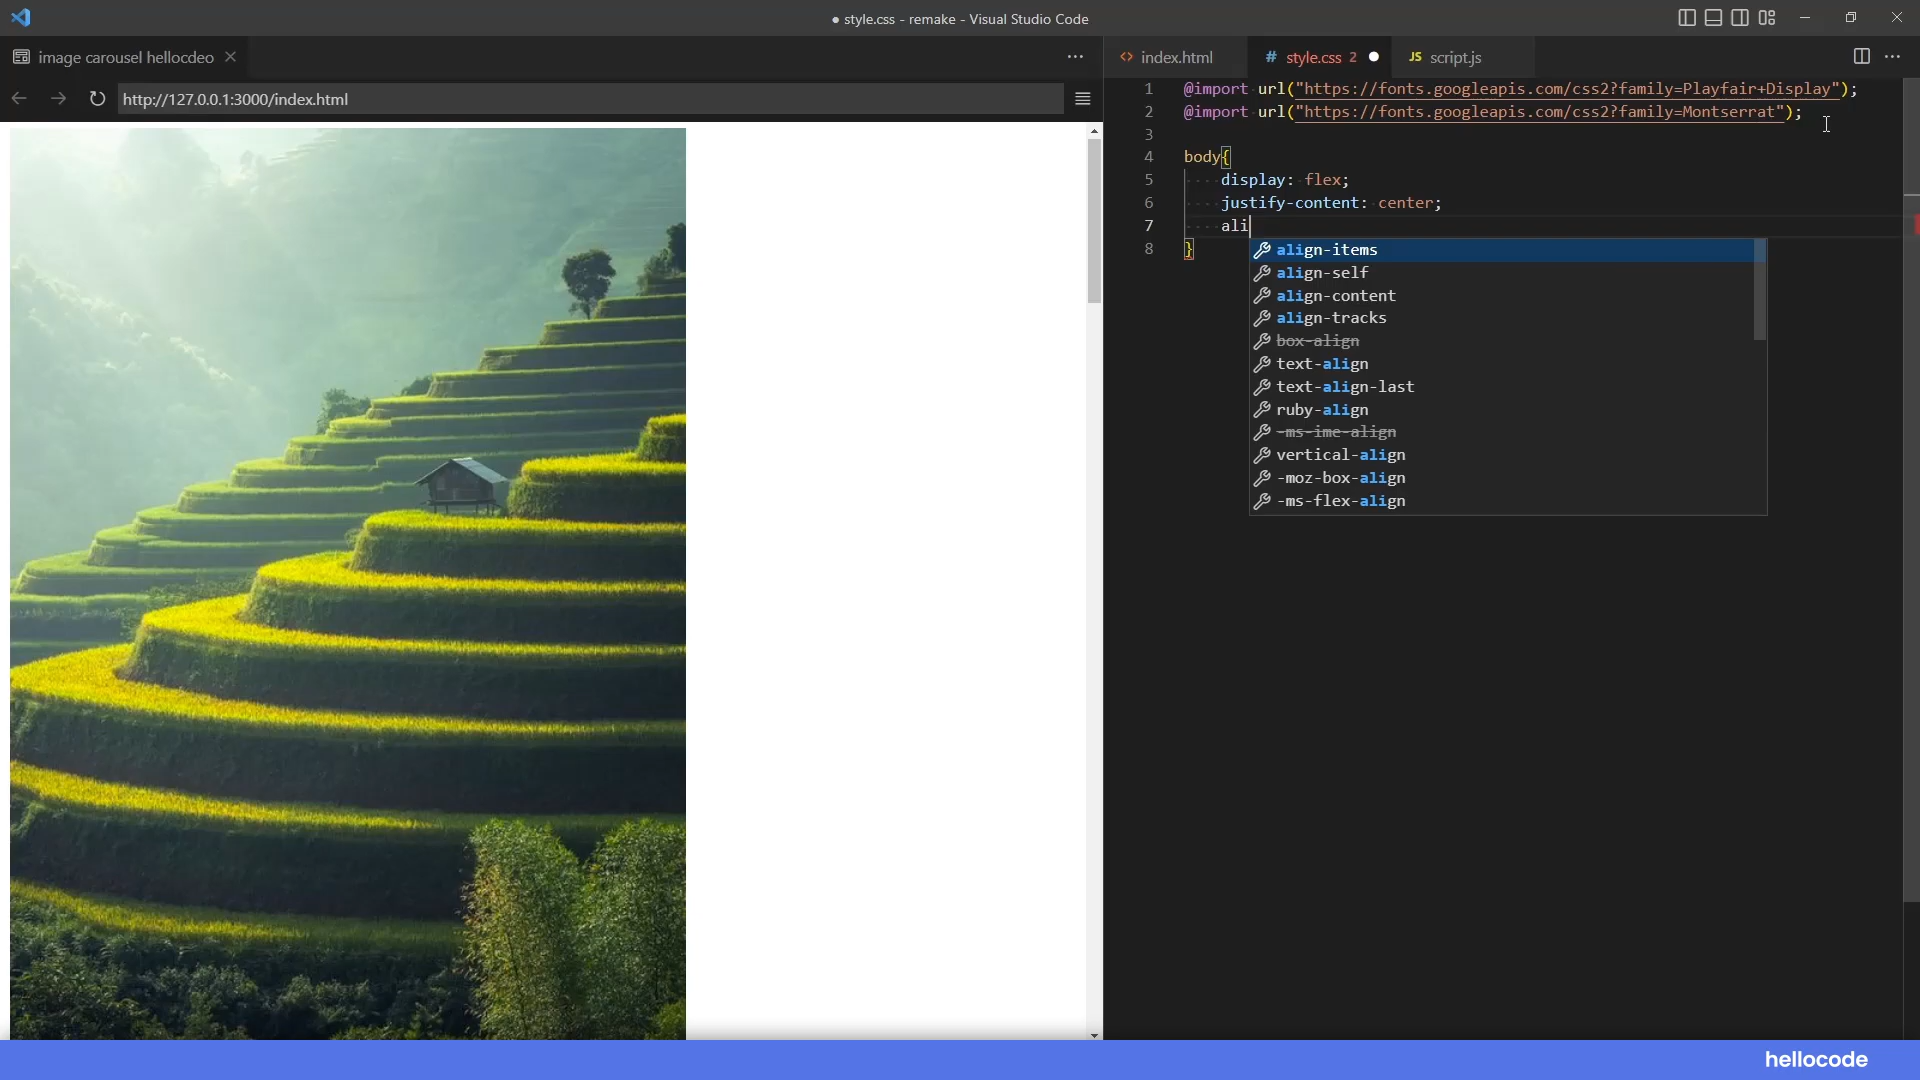 ● style.css - remake - Visual Studio Code
image carousel hellocdeo
http://127.0.0.1:3000/index.html
<> index.html
# style.css 2 ●
JS script.js
1 @import url("https://fonts.googleapis.com/css2?family=Playfair+Display");
2 @import url("https://fonts.googleapis.com/css2?family=Montserrat");
3
4 body{
5 display: flex;
6 justify-content: center;
7 ali
8 }
align-items
align-self
align-content
align-tracks
box-align
text-align
text-align-last
ruby-align
-ms-ime-align
vertical-align
-moz-box-align
-ms-flex-align
hellocode